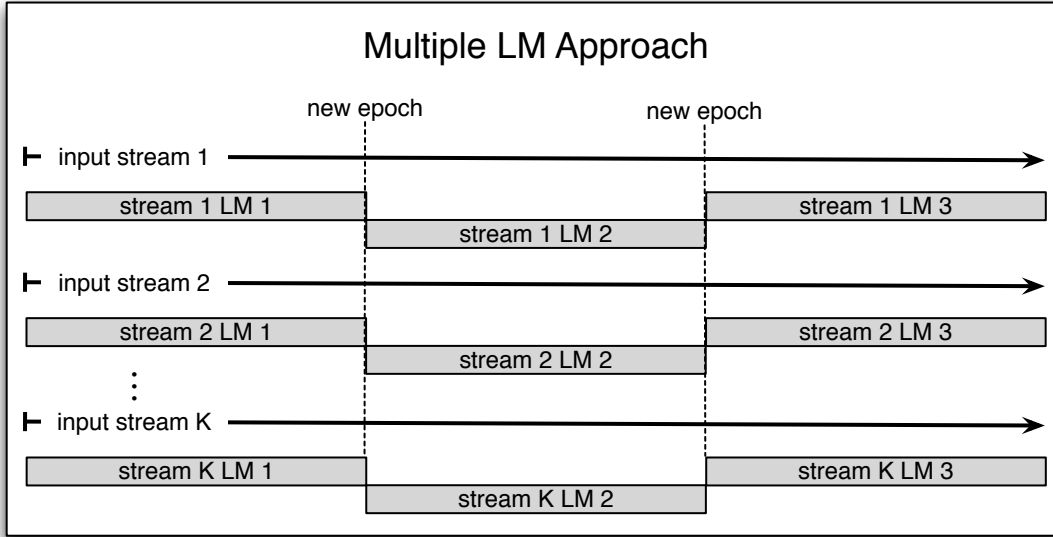 Multiple LM Approach
new epoch new epoch
input stream 1
stream 1 LM 1 stream 1 LM 3
stream 1 LM 2
input stream 2
stream 2 LM 1 stream 2 LM 3
stream 2 LM 2
⋮
input stream K
stream K LM 1 stream K LM 3
stream K LM 2